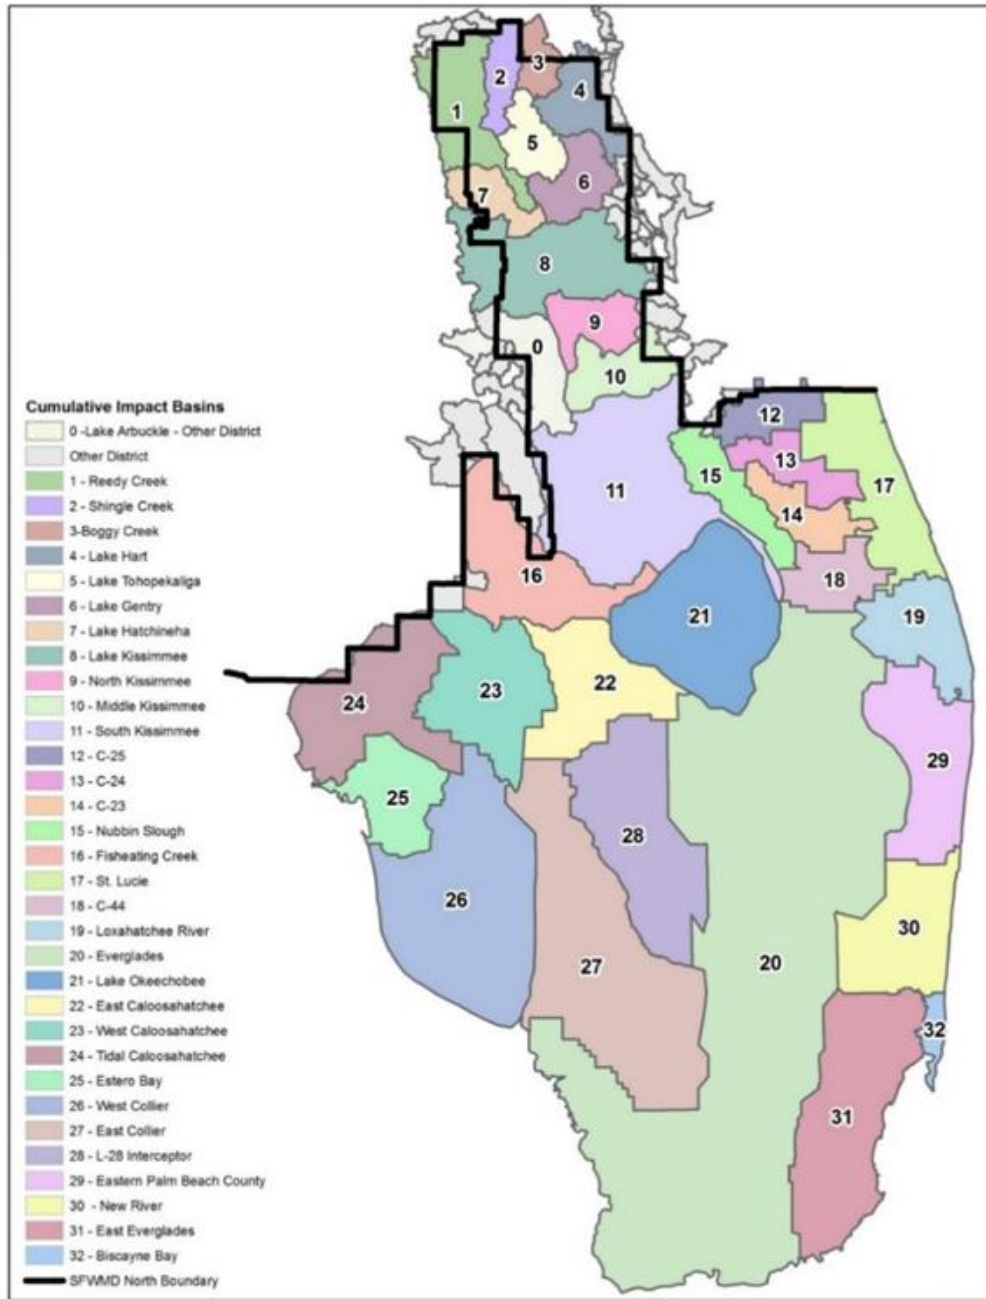 3
2
4
1
5
6
7
8
9
0
10
Cumulative Impact Basins
0 -Lake Arbuckle - Other District
Other District
1 - Reedy Creek
2 - Shingle Creek
3-Boggy Creek
4 - Lake Hart
5 - Lake Tohopekaliga
6 - Lake Gentry
7 - Lake Hatchineha
8 - Lake Kissimmee
9 - North Kissimmee
10 - Middle Kissimmee
11 - South Kissimmee
12 - C-25
13 - C-24
14 - C-23
15 - Nubbin Slough
16 - Fisheating Creek
17 - St. Lucie
18 - C-44
19 - Loxahatchee River
20 - Everglades
21 - Lake Okeechobee
22 - East Caloosahatchee
23 - West Caloosahatchee
24 - Tidal Caloosahatchee
25 - Estero Bay
26 - West Collier
27 - East Collier
28 - L-28 Interceptor
29 - Eastern Palm Beach County
30 - New River
31 - East Everglades
32 - Biscayne Bay
SFWMD North Boundary
12
13
15
11
17
14
16
18
21
19
22
23
24
29
25
28
26
30
27
20
32
31